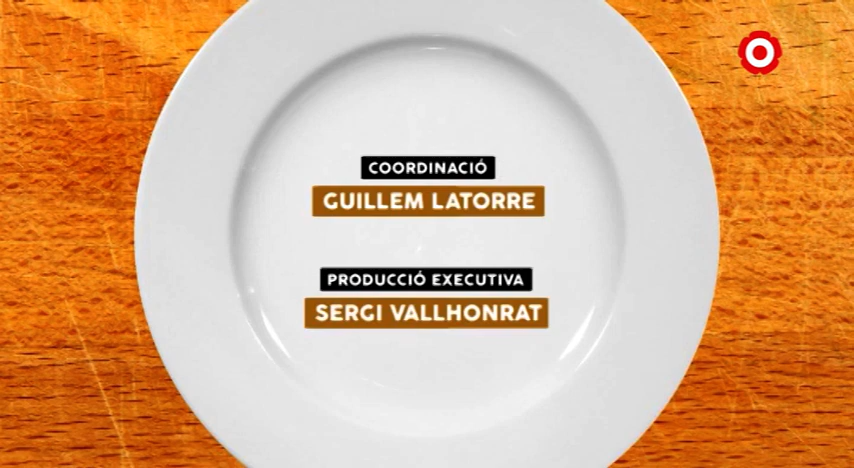 COORDINACIÓ
GUILLEM LATORRE
PRODUCCIÓ EXECUTIVA
SERGI VALLHONRAT